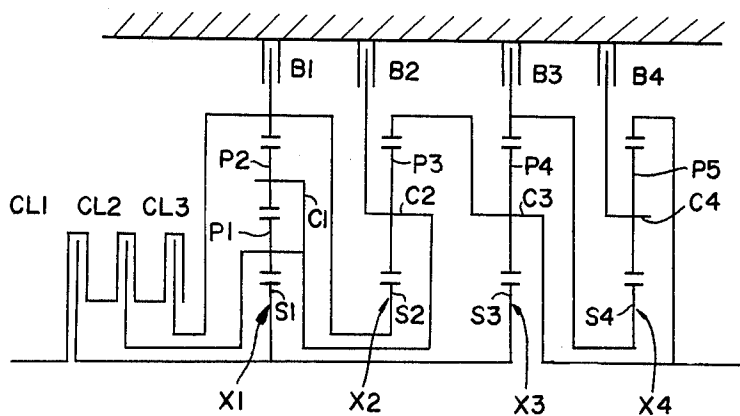 B1 B2 B3 B4
P2 P3 P4 P5
CL1 CL2 CL3 P1 C1 C2 C3 C4
S1 S2 S3 S4
X1 X2 X3 X4